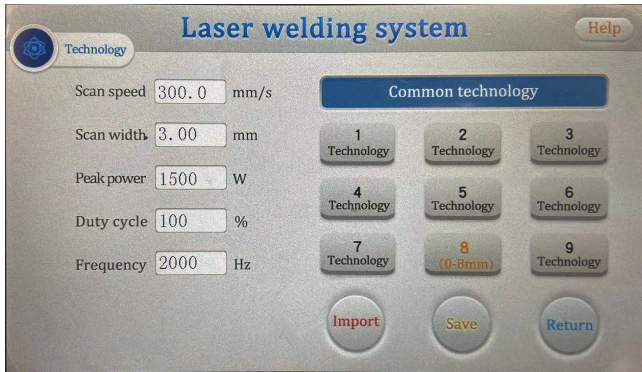 Laser welding system
Help
Technology
Scan speed 300.0 mm/s
Scan width 3.00 mm
Peak power 1500 W
Duty cycle 100 %
Frequency 2000 Hz
Common technology
1 2 3
Technology Technology Technology
4 5 6
Technology Technology Technology
7 8 9
Technology (0-8mm) Technology
Import Save Return